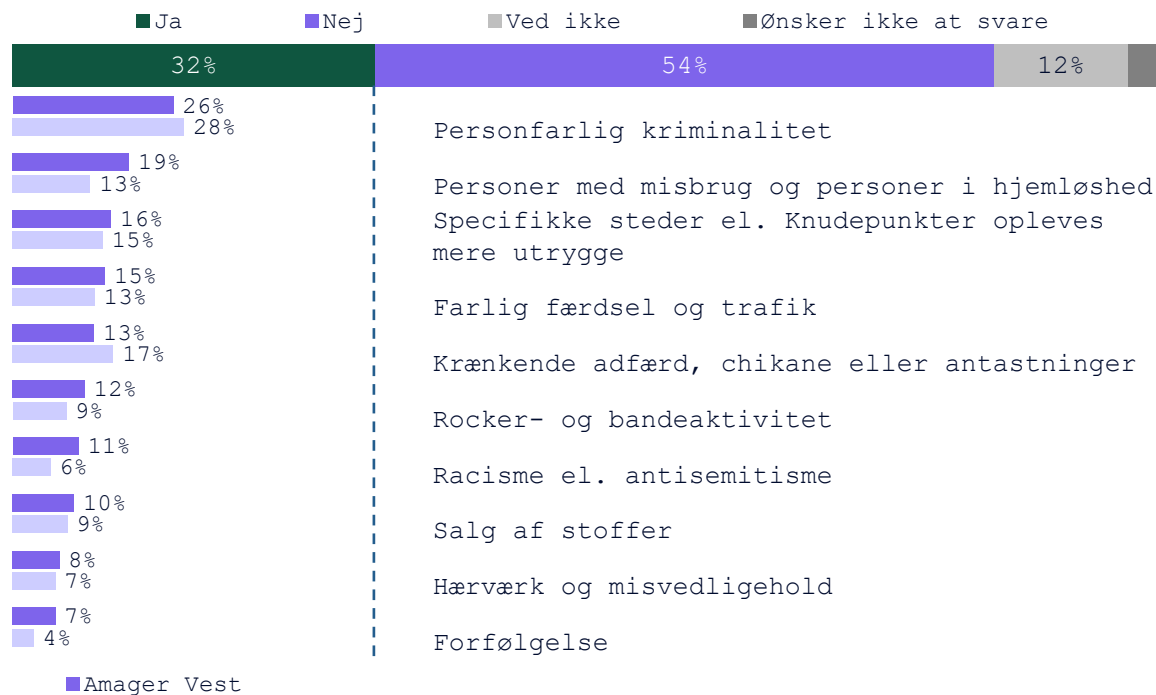 Ja Nej Ved ikke Ønsker ikke at svare
32% 54% 12%
26%
28%
Personfarlig kriminalitet
19%
13%
Personer med misbrug og personer i hjemløshed
16%
15%
Specifikke steder el. Knudepunkter opleves
mere utrygge
15%
13%
Farlig færdsel og trafik
13%
17%
Krænkende adfærd, chikane eller antastninger
12%
9%
Rocker- og bandeaktivitet
11%
6%
Racisme el. antisemitisme
10%
9%
Salg af stoffer
8%
7%
Hærværk og misvedligehold
7%
4%
Forfølgelse
Amager Vest